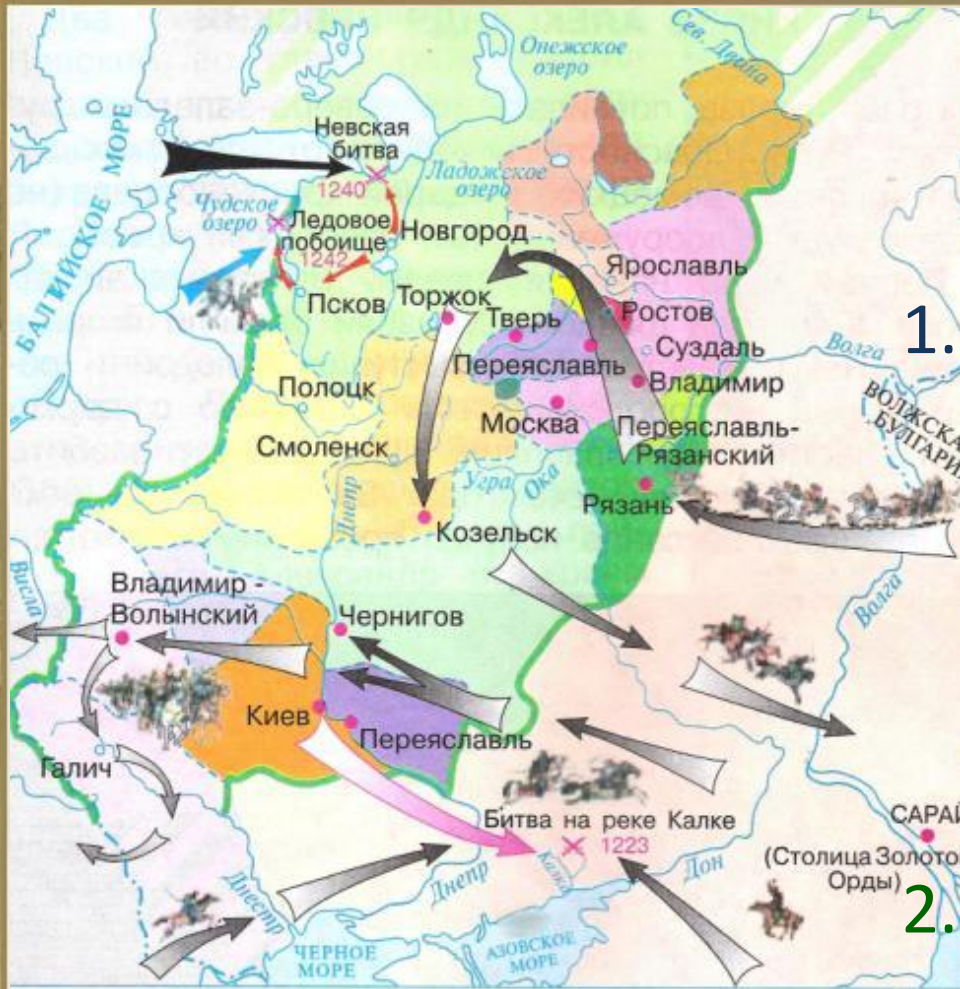 Онежское
озеро
Сев. Двина
Невская
битва
1240
Ладожское
озеро
БАЛТИЙСКОЕ МОРЕ
Чудское
озеро
Ледовое
побоище
1242
Новгород
Псков
Торжок
Ярославль
Тверь
Ростов
1.
Переяславль
Суздаль
Волга
Полоцк
Владимир
ВОЛЖСКА
БУЛГАРИ
Москва
Переяславль-
Рязанский
Смоленск
Угра
Ока
Рязань
Днепр
Козельск
Висла
Владимир -
Волынский
Чернигов
Волга
Киев
Переяславль
Галич
Битва на реке Калке
1223
Калка
САРАЙ
(Столица Золото
Орды)
Днепр
Дон
Днестр
2.
ЧЕРНОЕ
МОРЕ
АЗОВСКОЕ
МОРЕ